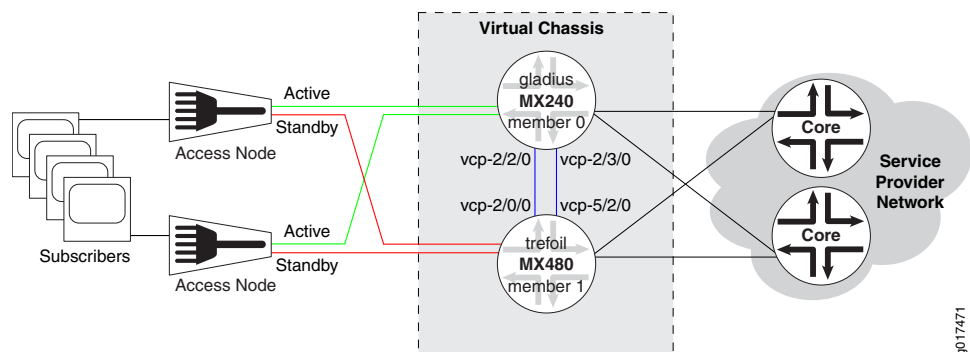 Virtual Chassis
gladius
MX240
member 0
Active
Standby
Access Node
vcp-2/2/0
vcp-2/3/0
Core
Service
Provider
Network
vcp-2/0/0
vcp-5/2/0
Subscribers
Active
Standby
Access Node
trefoil
MX480
member 1
Core
g017471